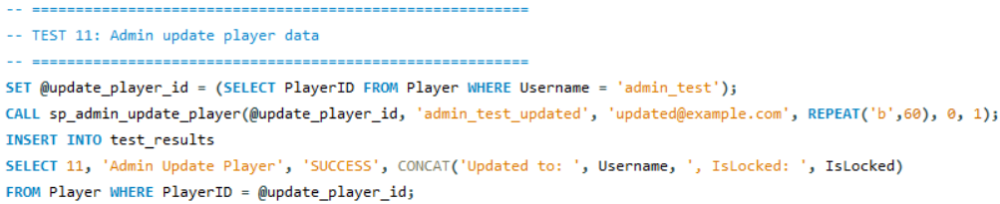 -- =========================================================
-- TEST 11: Admin update player data
-- =========================================================
SET @update_player_id = (SELECT PlayerID FROM Player WHERE Username = 'admin_test');
CALL sp_admin_update_player(@update_player_id, 'admin_test_updated', 'updated@example.com', REPEAT('b',60), 0, 1);
INSERT INTO test_results
SELECT 11, 'Admin Update Player', 'SUCCESS', CONCAT('Updated to: ', Username, ', IsLocked: ', IsLocked)
FROM Player WHERE PlayerID = @update_player_id;